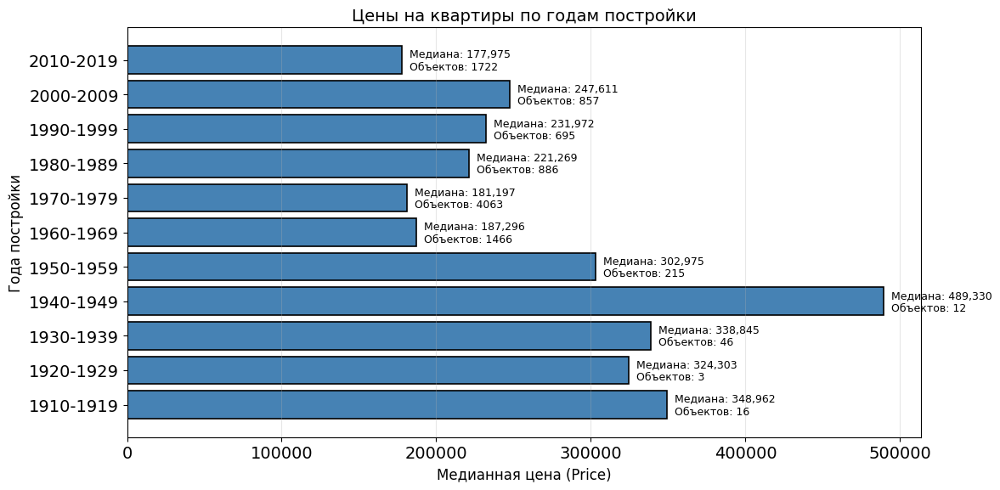 Цены на квартиры по годам постройки
Года постройки
2010-2019
Медиана: 177,975
Объектов: 1722
2000-2009
Медиана: 247,611
Объектов: 857
1990-1999
Медиана: 231,972
Объектов: 695
1980-1989
Медиана: 221,269
Объектов: 886
1970-1979
Медиана: 181,197
Объектов: 4063
1960-1969
Медиана: 187,296
Объектов: 1466
1950-1959
Медиана: 302,975
Объектов: 215
1940-1949
Медиана: 489,330
Объектов: 12
1930-1939
Медиана: 338,845
Объектов: 46
1920-1929
Медиана: 324,303
Объектов: 3
1910-1919
Медиана: 348,962
Объектов: 16
0 100000 200000 300000 400000 500000
Медианная цена (Price)